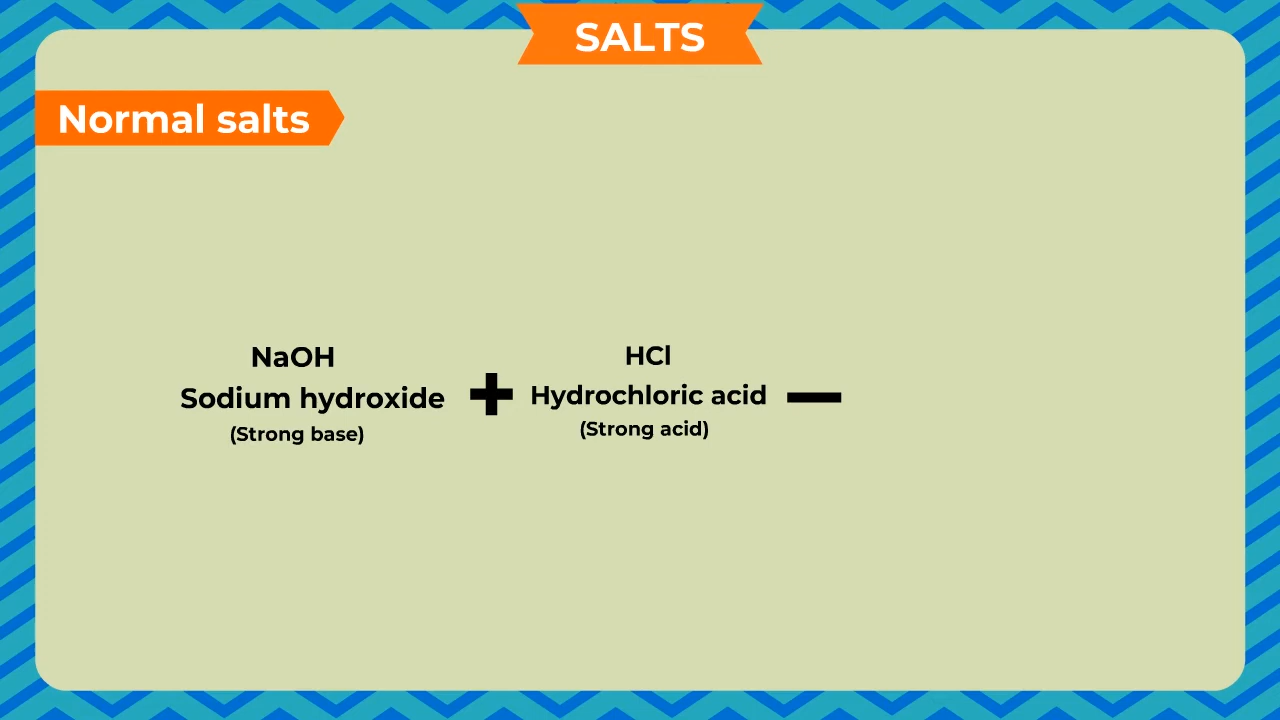 SALTS
Normal salts
NaOH
Sodium hydroxide
(Strong base)
+
HCl
Hydrochloric acid
(Strong acid)